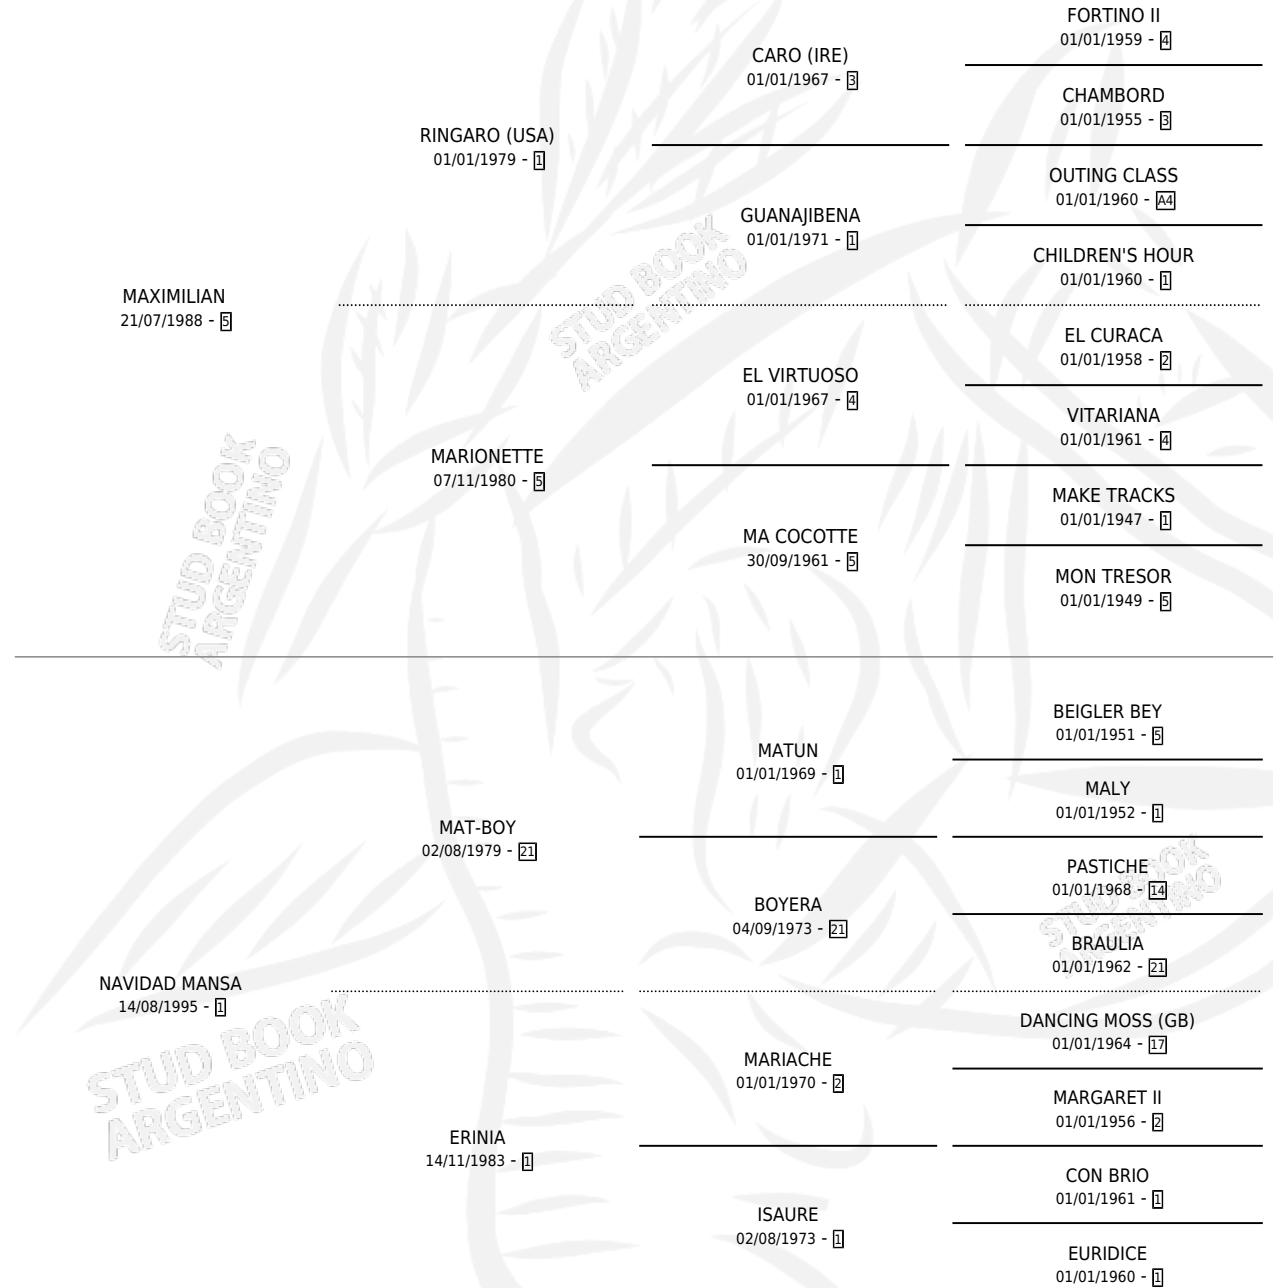 FORTINO II
01/01/1959 - 4
CARO (IRE)
01/01/1967 - 3
CHAMBORD
01/01/1955 - 3
RINGARO (USA)
01/01/1979 - 1
OUTING CLASS
01/01/1960 - A4
GUANAJIBENA
01/01/1971 - 1
CHILDREN'S HOUR
01/01/1960 - 1
MAXIMILIAN
21/07/1988 - 5
EL CURACA
01/01/1958 - 2
EL VIRTUOSO
01/01/1967 - 4
VITARIANA
01/01/1961 - 4
MARIONETTE
07/11/1980 - 5
MAKE TRACKS
01/01/1947 - 1
MA COCOTTE
30/09/1961 - 5
MON TRESOR
01/01/1949 - 5
STUD BOOK
ARGENTINO
STUD BOOK
ARGENTINO
BEIGLER BEY
01/01/1951 - 5
MATUN
01/01/1969 - 1
MALY
01/01/1952 - 1
MAT-BOY
02/08/1979 - 21
PASTICHE
01/01/1968 - 14
BOYERA
04/09/1973 - 21
BRAULIA
01/01/1962 - 21
NAVIDAD MANSA
14/08/1995 - 1
DANCING MOSS (GB)
01/01/1964 - 17
MARIACHE
01/01/1970 - 2
MARGARET II
01/01/1956 - 2
ERINIA
14/11/1983 - 1
CON BRIO
01/01/1961 - 1
ISAURE
02/08/1973 - 1
EURIDICE
01/01/1960 - 1
STUD BOOK
ARGENTINO
STUD BOOK
ARGENTINO